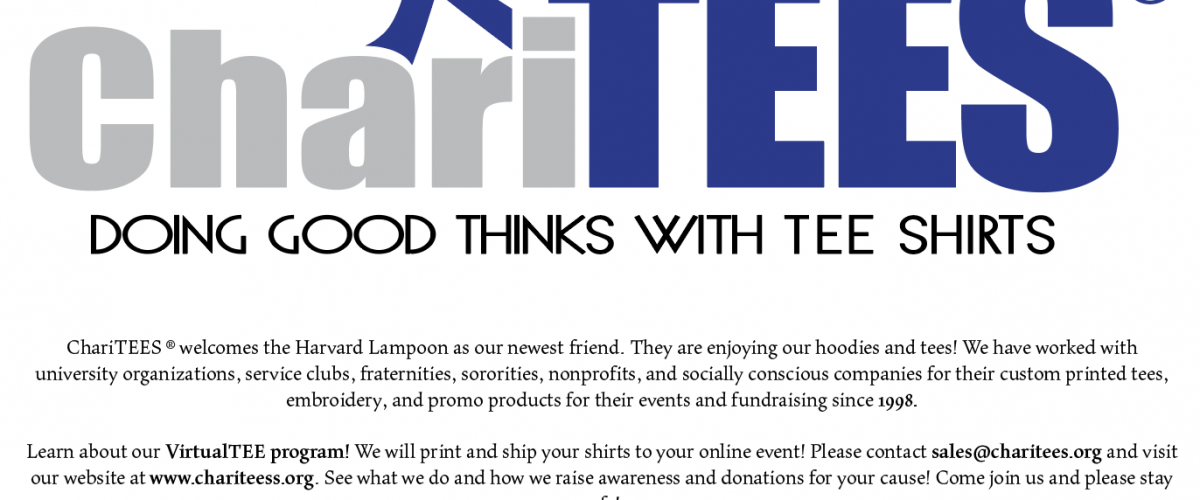 ChariTEES®
DOING GOOD THINKS WITH TEE SHIRTS
ChariTEES ® welcomes the Harvard Lampoon as our newest friend. They are enjoying our hoodies and tees! We have worked with
university organizations, service clubs, fraternities, sororities, nonprofits, and socially conscious companies for their custom printed tees,
embroidery, and promo products for their events and fundraising since 1998.
Learn about our VirtualTEE program! We will print and ship your shirts to your online event! Please contact sales@charitees.org and visit
our website at www.chariteess.org. See what we do and how we raise awareness and donations for your cause! Come join us and please stay